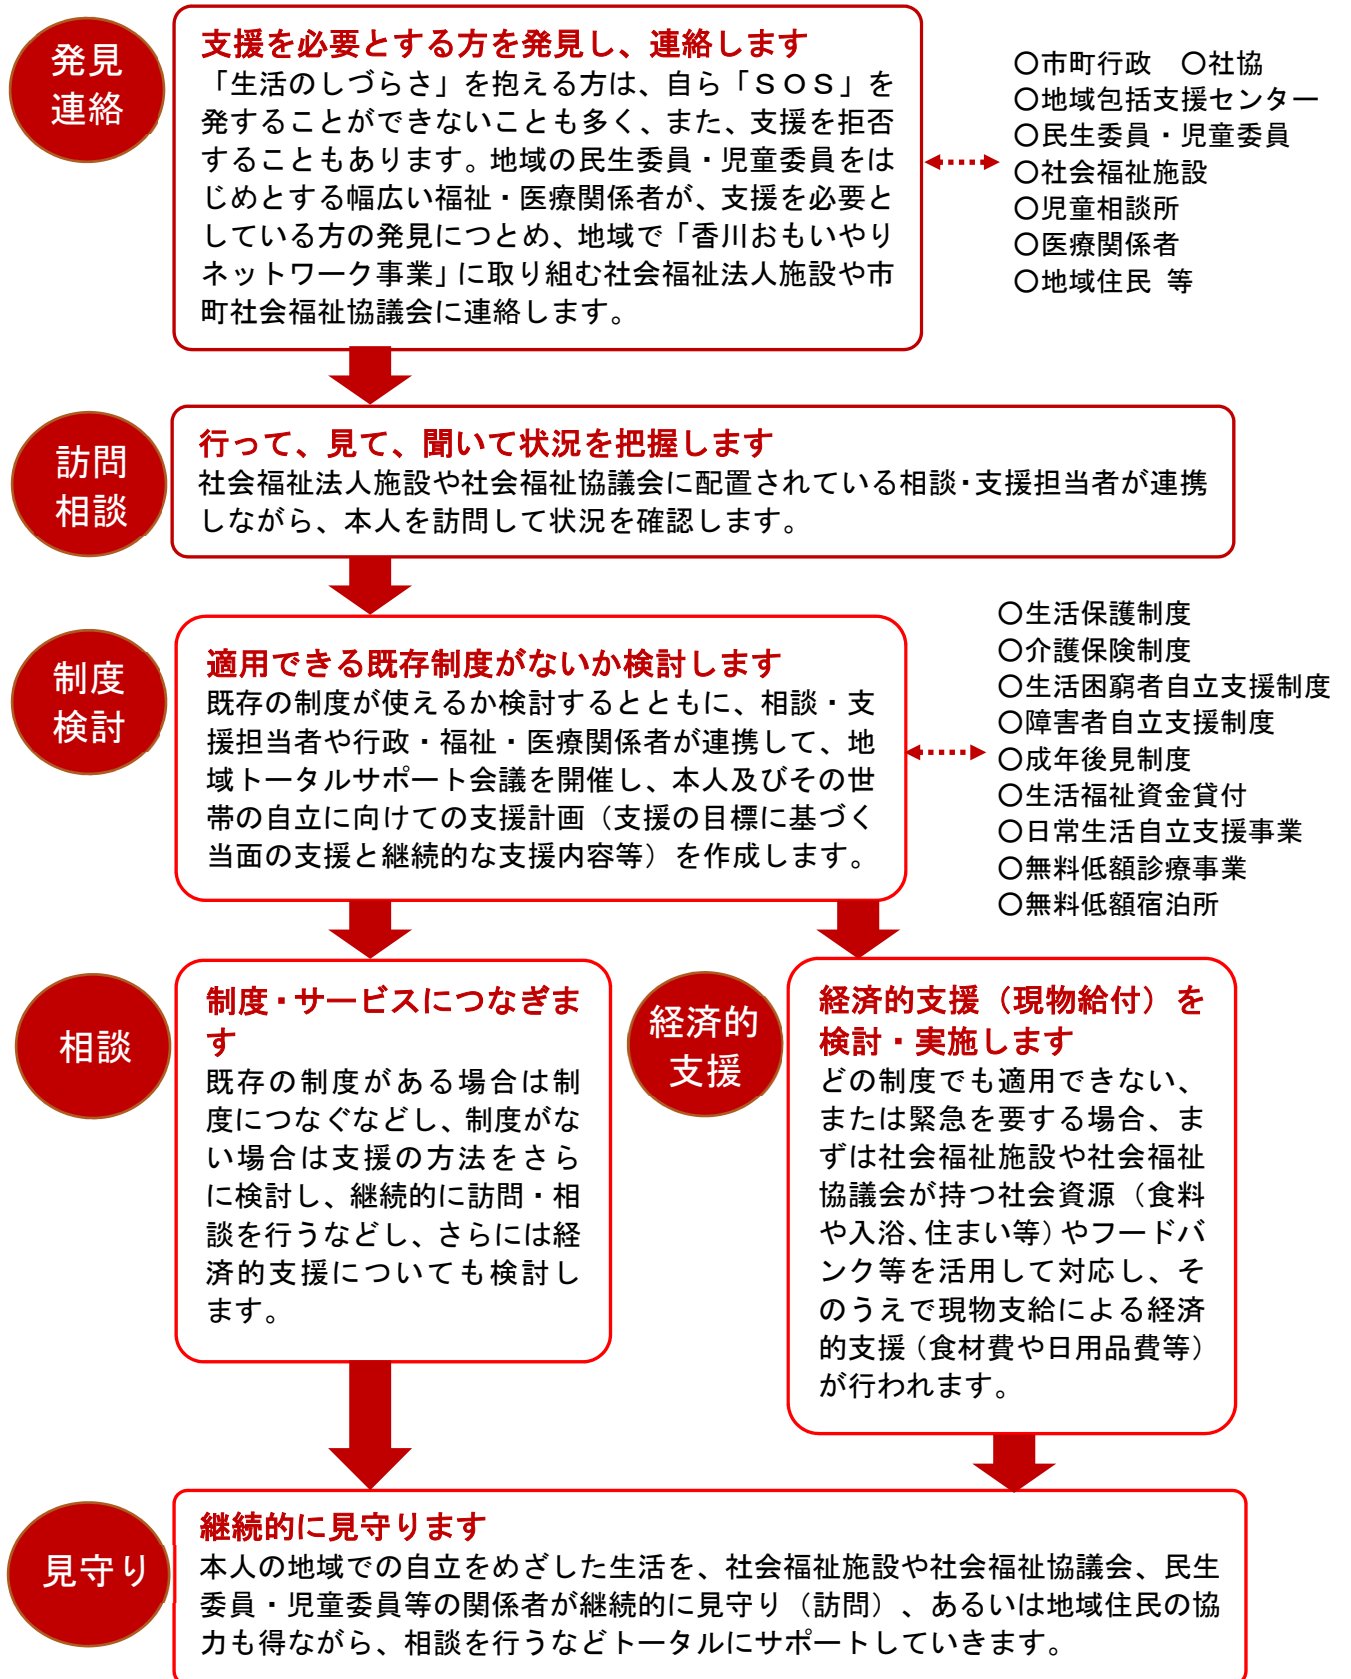 発見
連絡
支援を必要とする方を発見し、連絡します
「生活のしづらさ」を抱える方は、自ら「ＳＯＳ」を
発することができないことも多く、また、支援を拒否
することもあります。地域の民生委員・児童委員をは
じめとする幅広い福祉・医療関係者が、支援を必要と
している方の発見につとめ、地域で「香川おもいやり
ネットワーク事業」に取り組む社会福祉法人施設や市
町社会福祉協議会に連絡します。
○市町行政　○社協
○地域包括支援センター
○民生委員・児童委員
○社会福祉施設
○児童相談所
○医療関係者
○地域住民 等
訪問
相談
行って、見て、聞いて状況を把握します
社会福祉法人施設や社会福祉協議会に配置されている相談・支援担当者が連携
しながら、本人を訪問して状況を確認します。
制度
検討
適用できる既存制度がないか検討します
既存の制度が使えるか検討するとともに、相談・支
援担当者や行政・福祉・医療関係者が連携して、地
域トータルサポート会議を開催し、本人及びその世
帯の自立に向けての支援計画（支援の目標に基づく
当面の支援と継続的な支援内容等）を作成します。
○生活保護制度
○介護保険制度
○生活困窮者自立支援制度
○障害者自立支援制度
○成年後見制度
○生活福祉資金貸付
○日常生活自立支援事業
○無料低額診療事業
○無料低額宿泊所
相談
制度・サービスにつなぎま
す
既存の制度がある場合は制
度につなぐなどし、制度がな
い場合は支援の方法をさら
に検討し、継続的に訪問・相
談を行うなどし、さらには経
済的支援についても検討し
ます。
経済的
支援
経済的支援（現物給付）を
検討・実施します
どの制度でも適用できない、
または緊急を要する場合、ま
ずは社会福祉施設や社会福祉
協議会が持つ社会資源（食料
や入浴、住まい等）やフードバ
ンク等を活用して対応し、そ
のうえで現物支給による経済
的支援（食材費や日用品費等）
が行われます。
見守り
継続的に見守ります
本人の地域での自立をめざした生活を、社会福祉施設や社会福祉協議会、民生
委員・児童委員等の関係者が継続的に見守り（訪問）、あるいは地域住民の協
力も得ながら、相談を行うなどトータルにサポートしていきます。